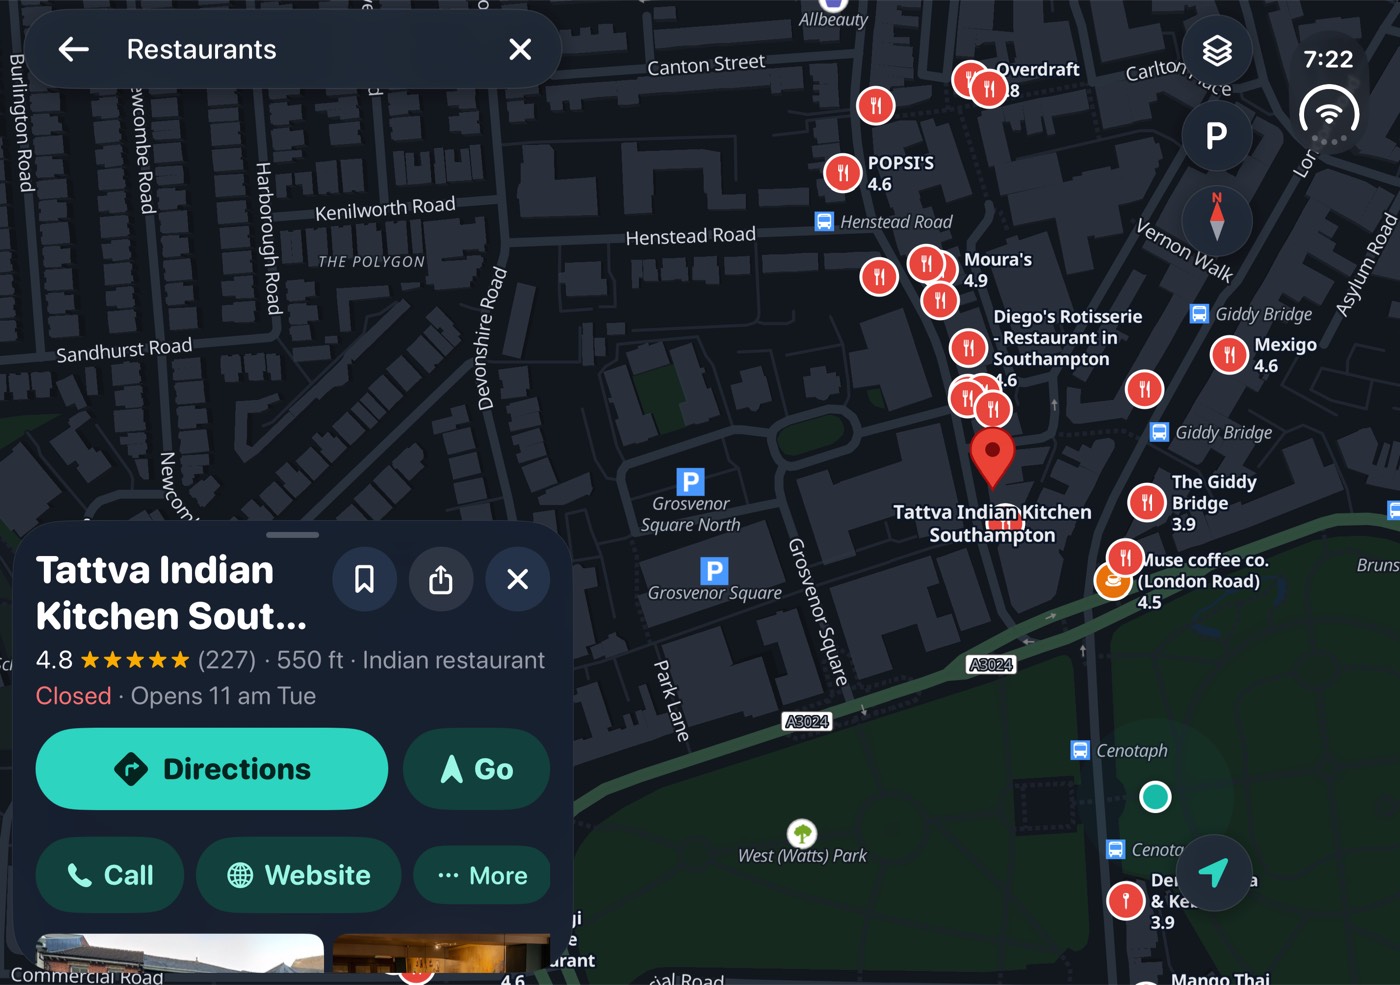 Restaurants
7:22
Allbeauty
Canton Street
Overdraft
Carlton Place
P
N
Burlington Road
Newcombe Road
Harborough Road
Kenilworth Road
THE POLYGON
POPSI'S
4.6
Henstead Road
Henstead Road
Moura's
4.9
Vernon Walk
Asylum Road
Giddy Bridge
Diego's Rotisserie
- Restaurant in
Southampton
4.6
Mexigo
4.6
Sandhurst Road
Devonshire Road
Giddy Bridge
P
Grosvenor
Square North
The Giddy
Bridge
3.9
Tattva Indian Kitchen
Southampton
P
Grosvenor Square
Grosvenor Square
Muse coffee co.
(London Road)
4.5
Park Lane
A3024
A3024
Cenotaph
West (Watts) Park
3.9
Mango Thai
4.6
Commercial Road
Tattva Indian
Kitchen Sout...
4.8 (227) · 550 ft · Indian restaurant
Closed · Opens 11 am Tue
Directions
Go
Call
Website
More